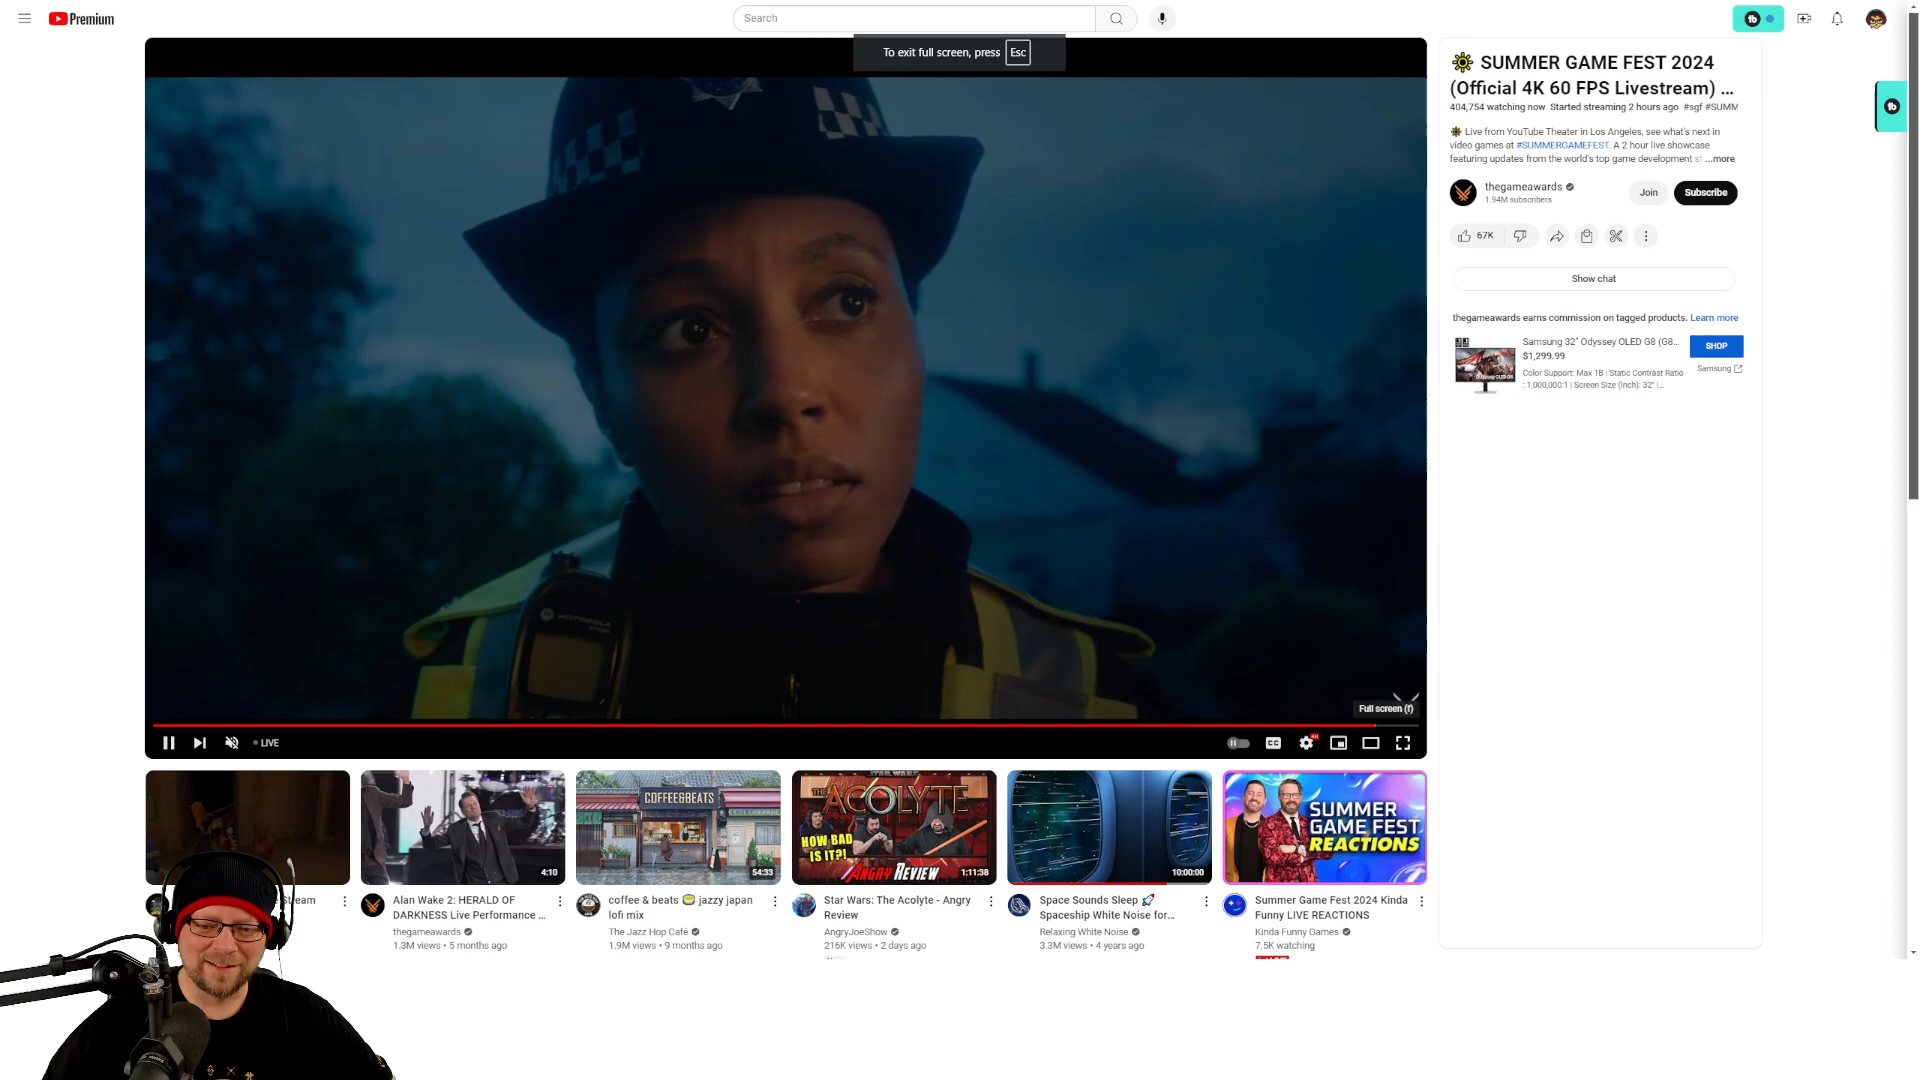 Premium
Search
To exit full screen, press Esc
SUMMER GAME FEST 2024
(Official 4K 60 FPS Livestream) ...
404,754 watching now Started streaming 2 hours ago #sgf #SUMM
Live from YouTube Theater in Los Angeles, see what's next in
video games at #SUMMERGAMEFEST. A 2 hour live showcase
featuring updates from the world's top game development st ...more
thegameawards
1.94M subscribers
Join
Subscribe
67K
Show chat
thegameawards earns commission on tagged products. Learn more
Samsung 32" Odyssey OLED G8 (G8...
$1,299.99
Color Support: Max 1B | Static Contrast Ratio
: 1,000,000:1 | Screen Size (Inch): 32" |...
SHOP
Samsung
MOTOROLA
Full screen (f)
LIVE
CC
4:10
COFFEE&BEATS
54:33
STAR WARS
THE ACOLYTE
HOW BAD
IS IT?!
ANGRY REVIEW
1:11:38
10:00:00
SUMMER
GAME FEST
REACTIONS
Stream
Alan Wake 2: HERALD OF
DARKNESS Live Performance ...
thegameawards
1.3M views • 5 months ago
coffee & beats 🍵 jazzy japan
lofi mix
The Jazz Hop Café
1.9M views • 9 months ago
Star Wars: The Acolyte - Angry
Review
AngryJoeShow
216K views • 2 days ago
Space Sounds Sleep 🚀
Spaceship White Noise for...
Relaxing White Noise
3.3M views • 4 years ago
Summer Game Fest 2024 Kinda
Funny LIVE REACTIONS
Kinda Funny Games
7.5K watching